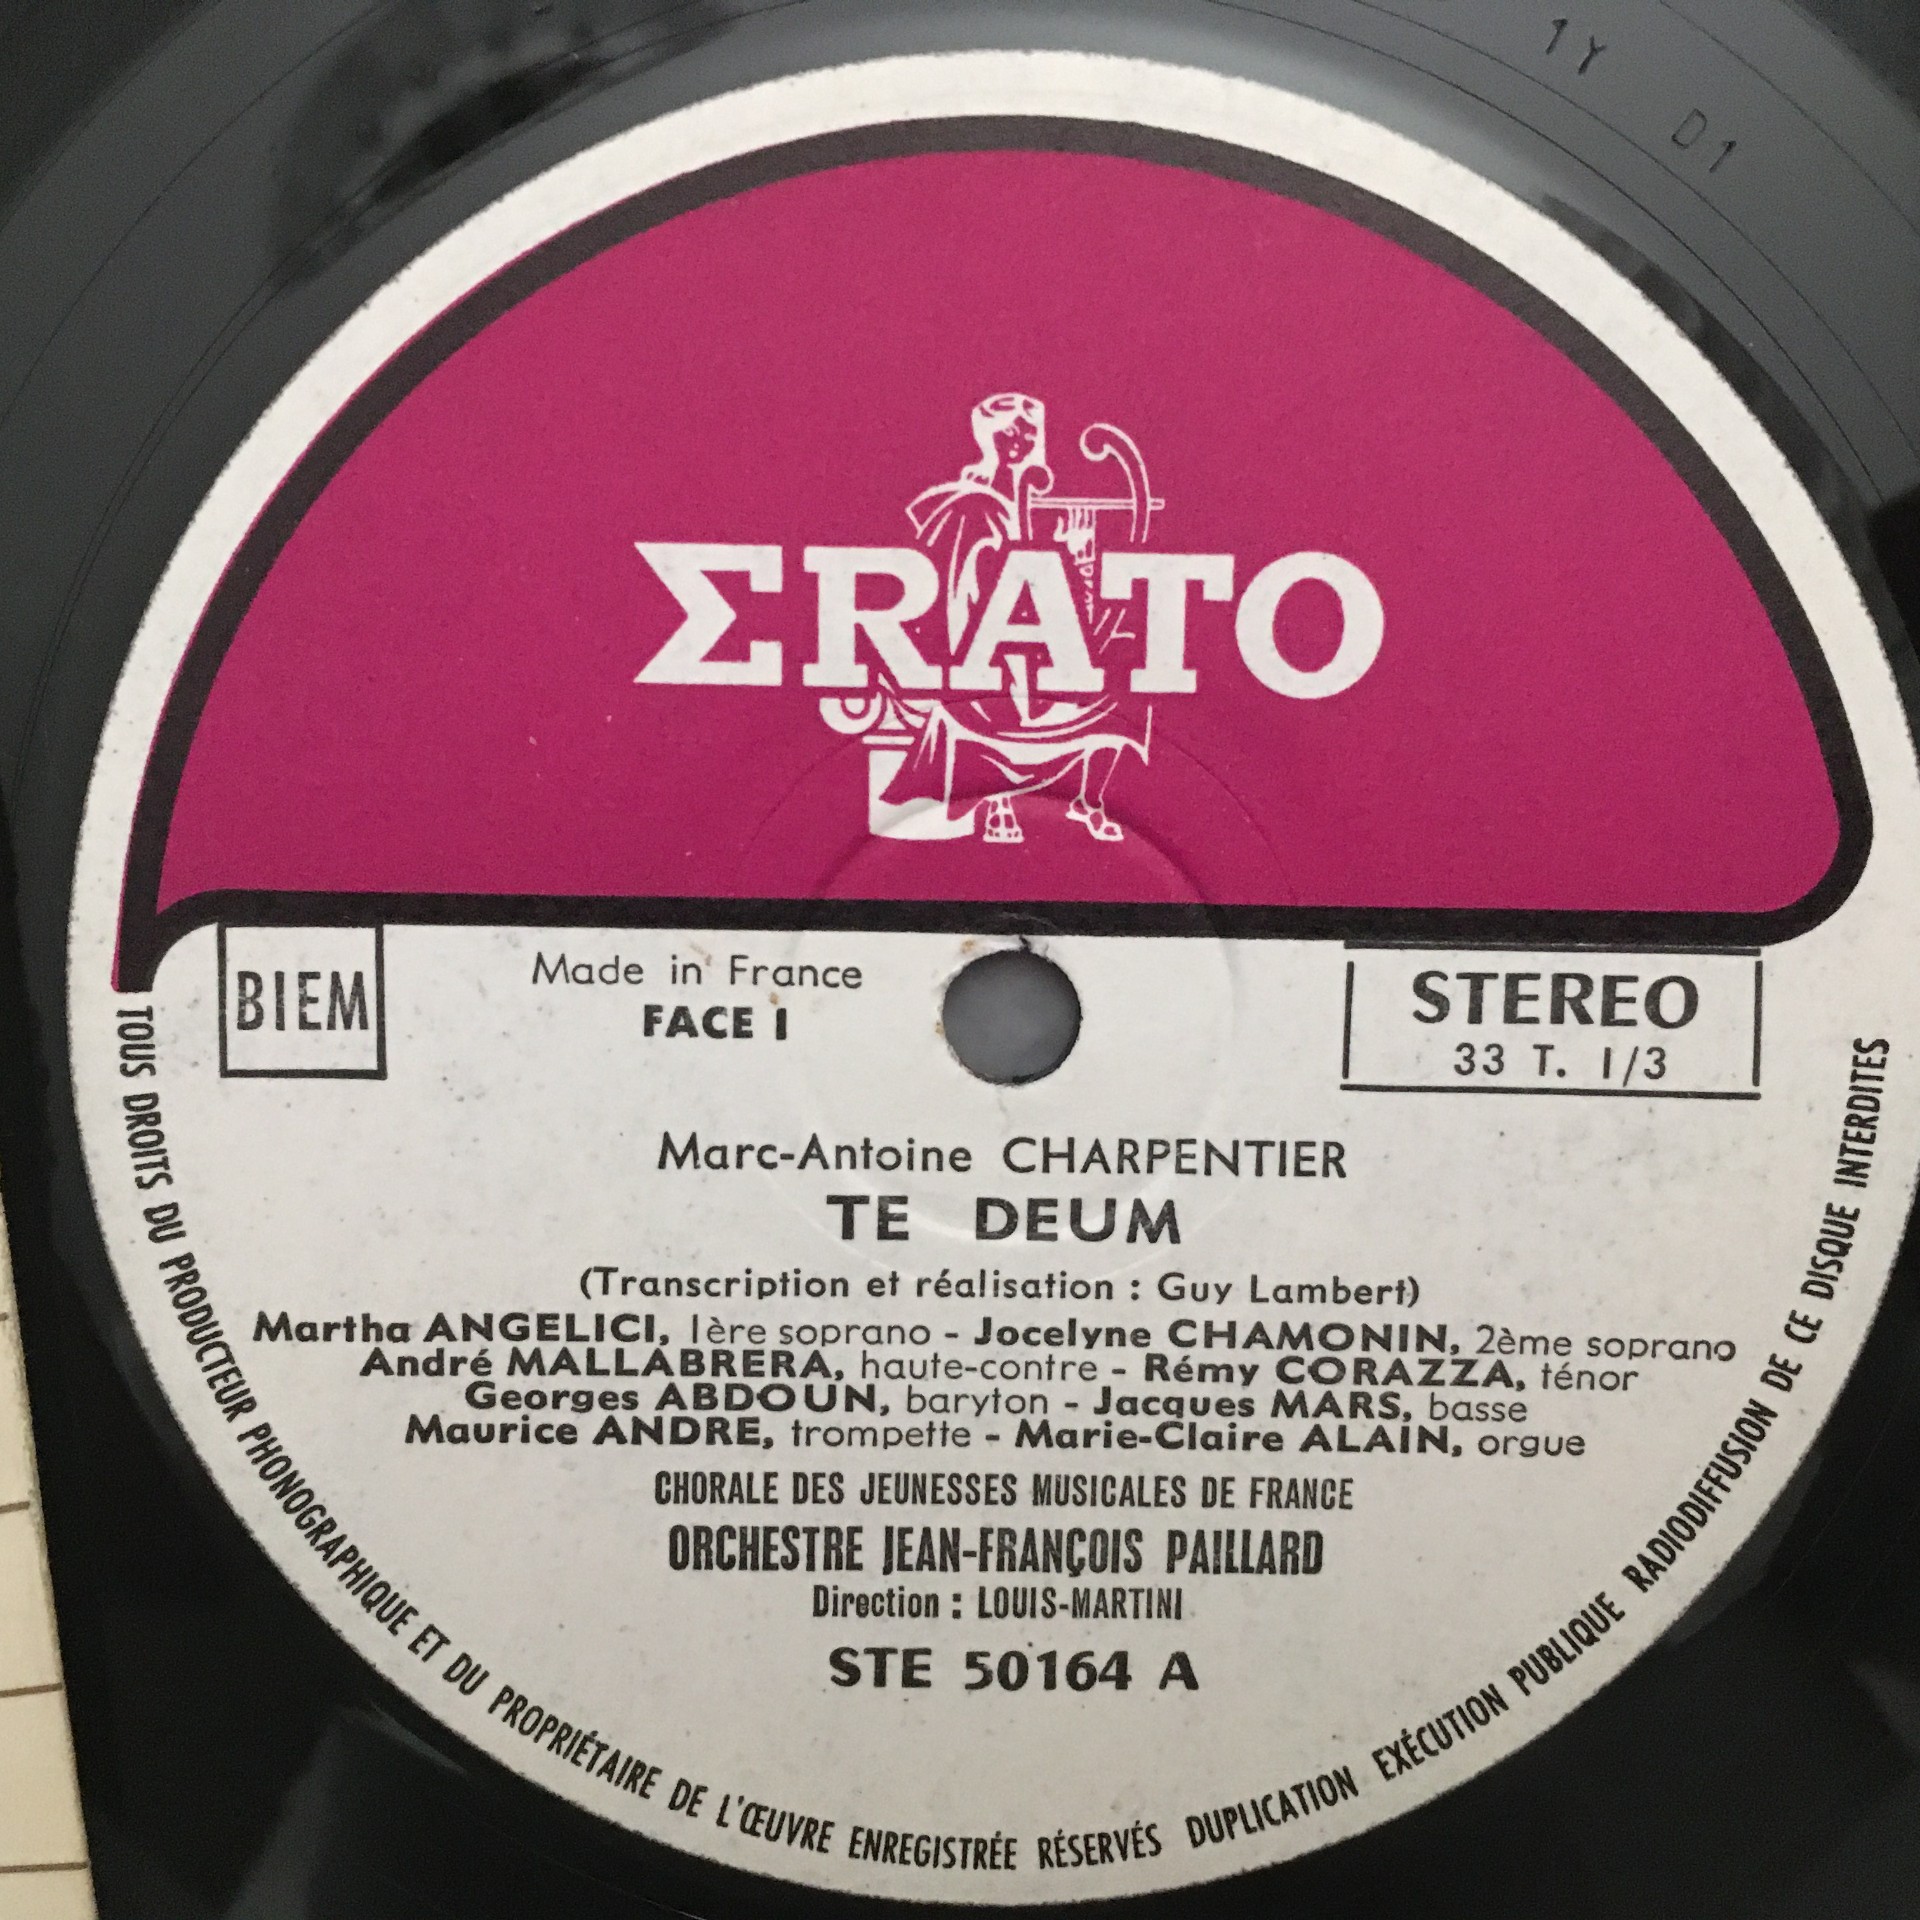 1Y D1
ΣRATO
BIEM
Made in France
FACE I
STEREO
33 T. 1/3
Marc-Antoine CHARPENTIER
TE DEUM
(Transcription et réalisation : Guy Lambert)
Martha ANGELICI, 1ère soprano - Jocelyne CHAMONIN, 2ème soprano
André MALLABRERA, haute-contre - Rémy CORAZZA, ténor
Georges ABDOUN, baryton - Jacques MARS, basse
Maurice ANDRE, trompette - Marie-Claire ALAIN, orgue
CHORALE DES JEUNESSES MUSICALES DE FRANCE
ORCHESTRE JEAN-FRANÇOIS PAILLARD
Direction : LOUIS-MARTINI
STE 50164 A
TOUS DROITS DU PRODUCTEUR PHONOGRAPHIQUE ET DU PROPRIÉTAIRE DE L'ŒUVRE ENREGISTRÉE RÉSERVÉS DUPLICATION EXÉCUTION PUBLIQUE RADIODIFFUSION DE CE DISQUE INTERDITES